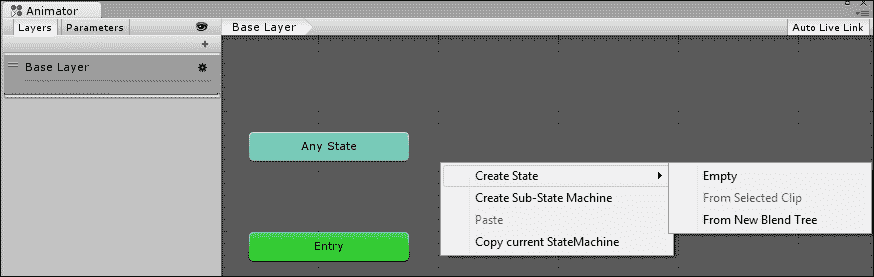 Animator
Layers Parameters
Base Layer
Auto Live Link
+
Base Layer
Any State
Entry
Create State
Create Sub-State Machine
Paste
Copy current StateMachine
Empty
From Selected Clip
From New Blend Tree